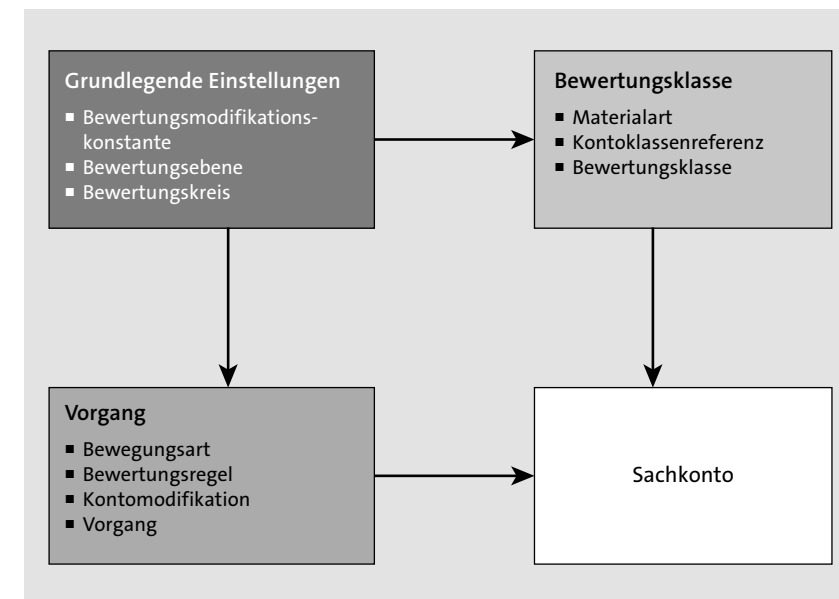 Grundlegende Einstellungen
■ Bewertungsmodifikations-
konstante
■ Bewertungsebene
■ Bewertungskreis
Bewertungsklasse
■ Materialart
■ Kontoklassenreferenz
■ Bewertungsklasse
Vorgang
■ Bewegungsart
■ Bewertungsregel
■ Kontomodifikation
■ Vorgang
Sachkonto